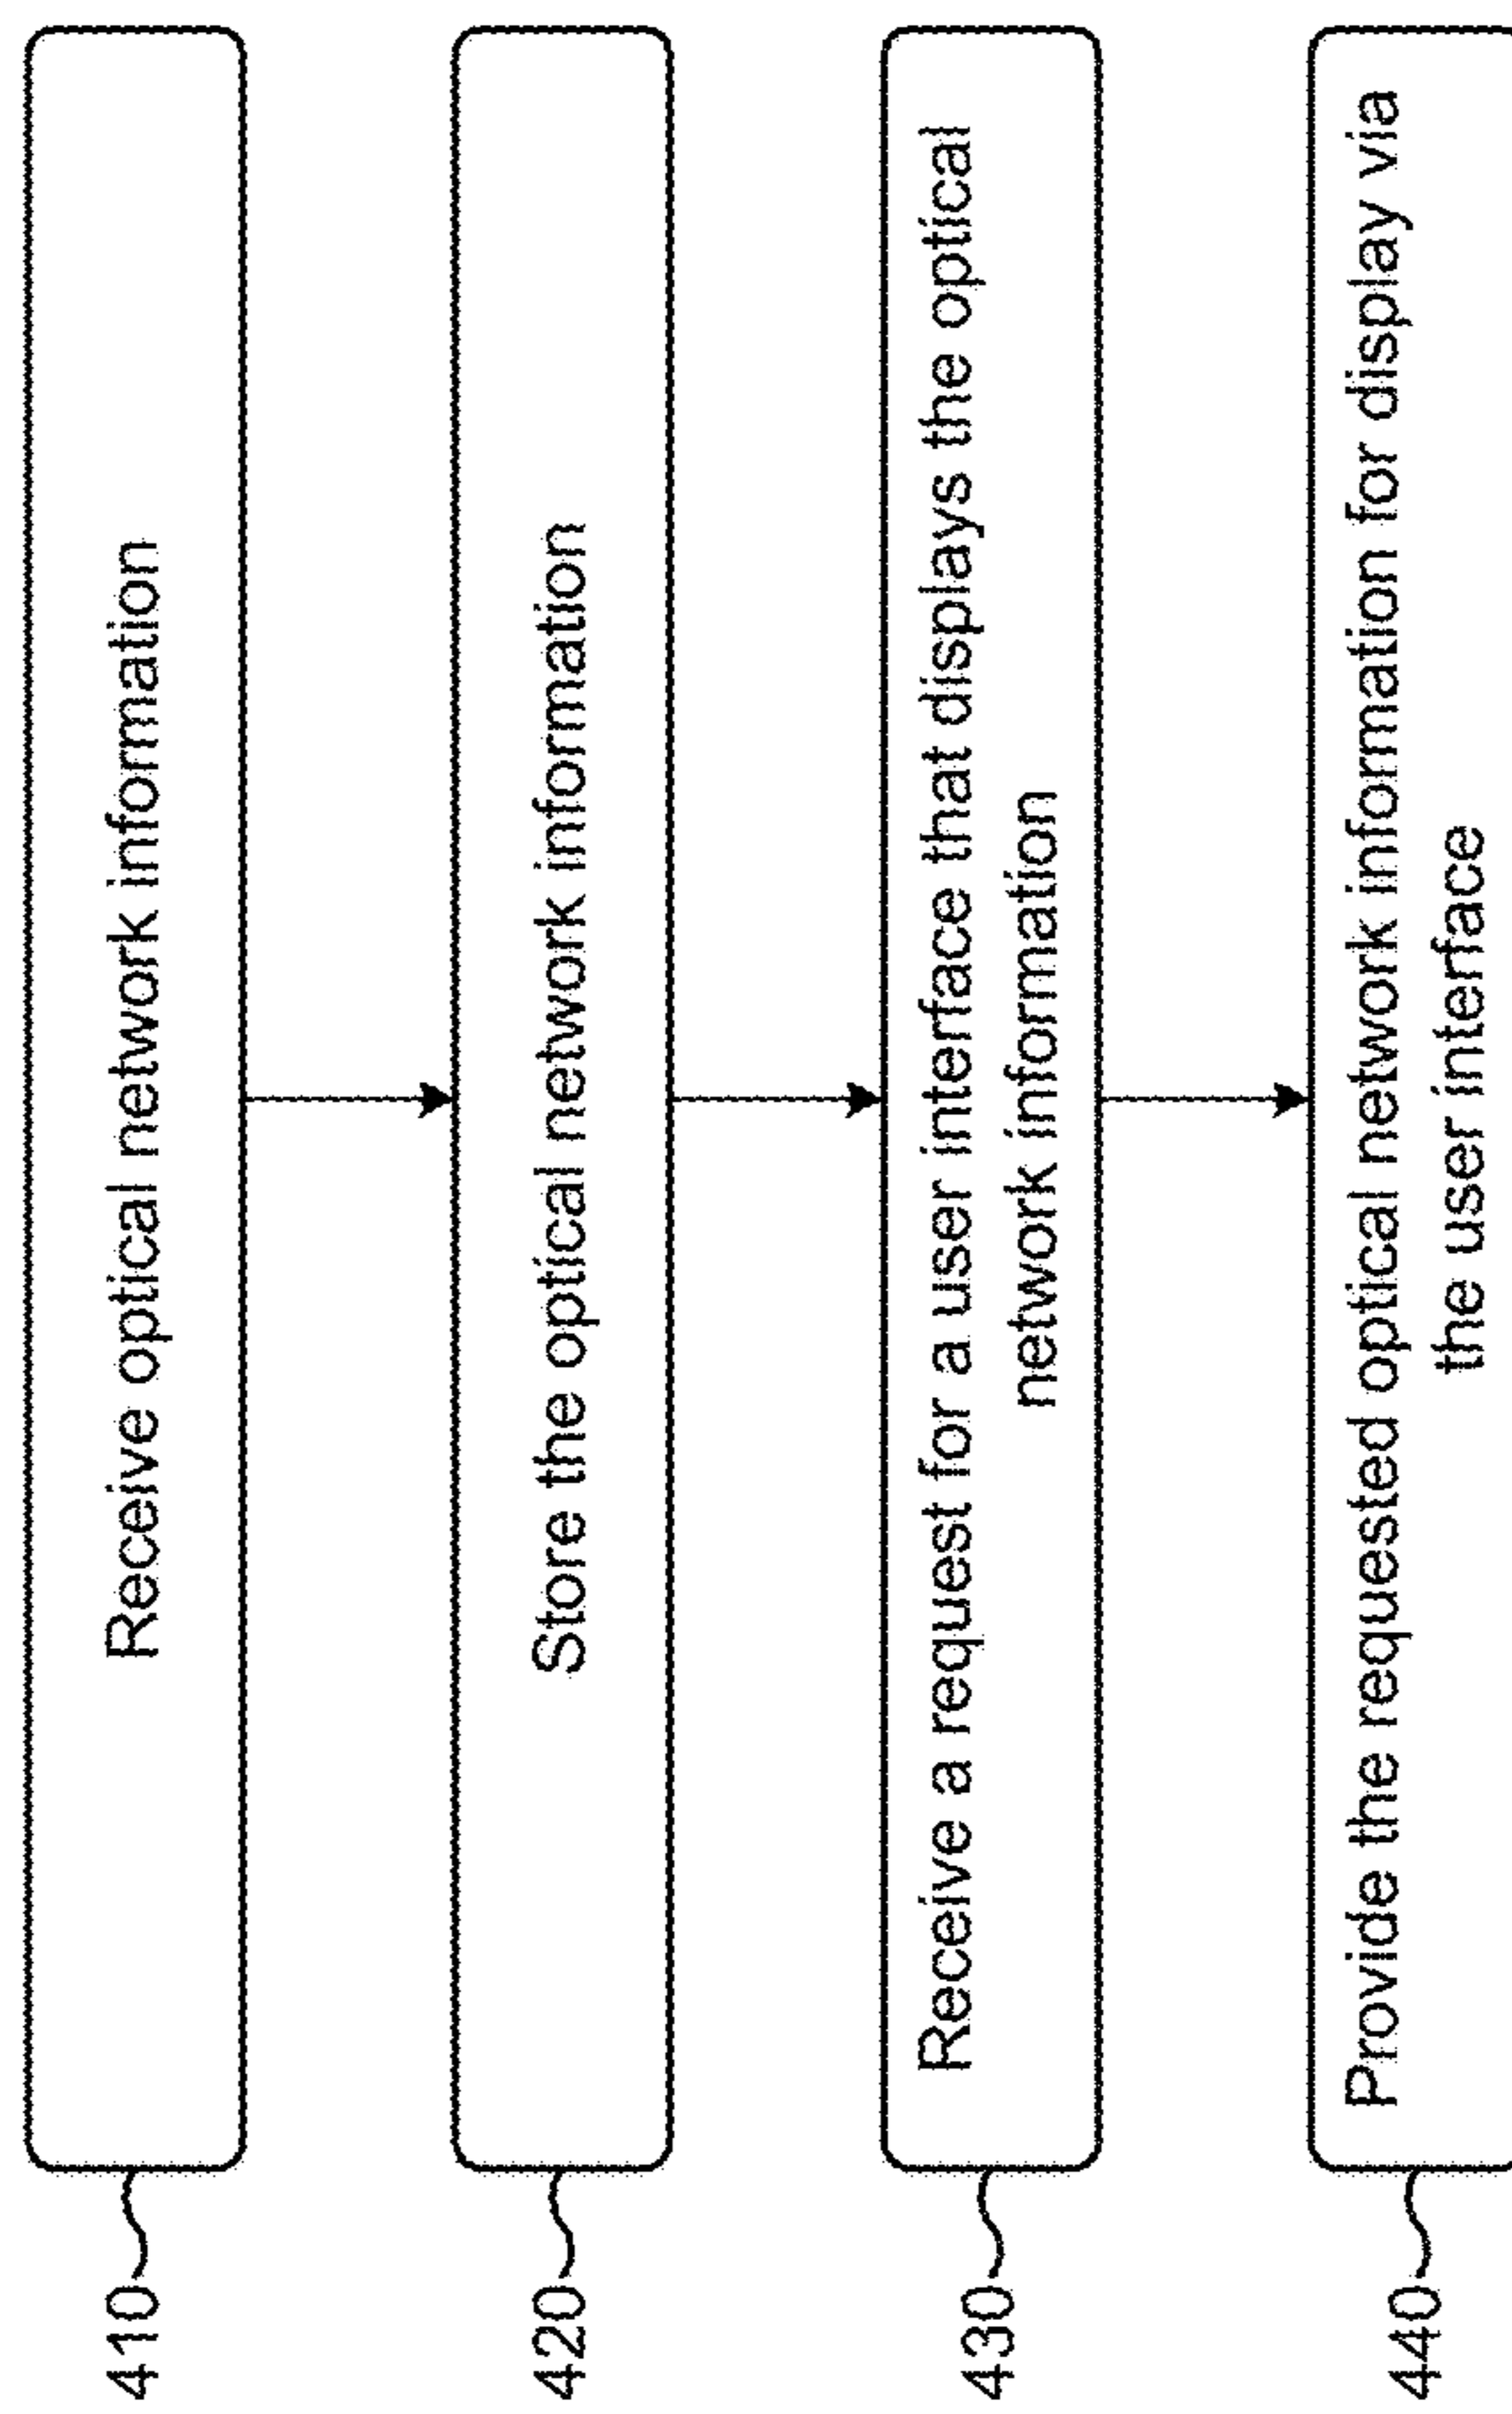 410
Receive optical network information
420
Store the optical network information
430
Receive a request for a user interface that displays the optical
network information
440
Provide the requested optical network information for display via
the user interface